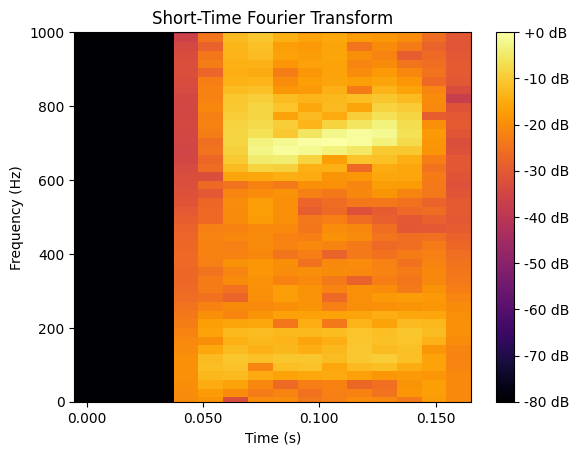 Short-Time Fourier Transform
1000
800
600
400
200
0
Frequency (Hz)
0.000
0.050
0.100
0.150
Time (s)
+0 dB
-10 dB
-20 dB
-30 dB
-40 dB
-50 dB
-60 dB
-70 dB
-80 dB